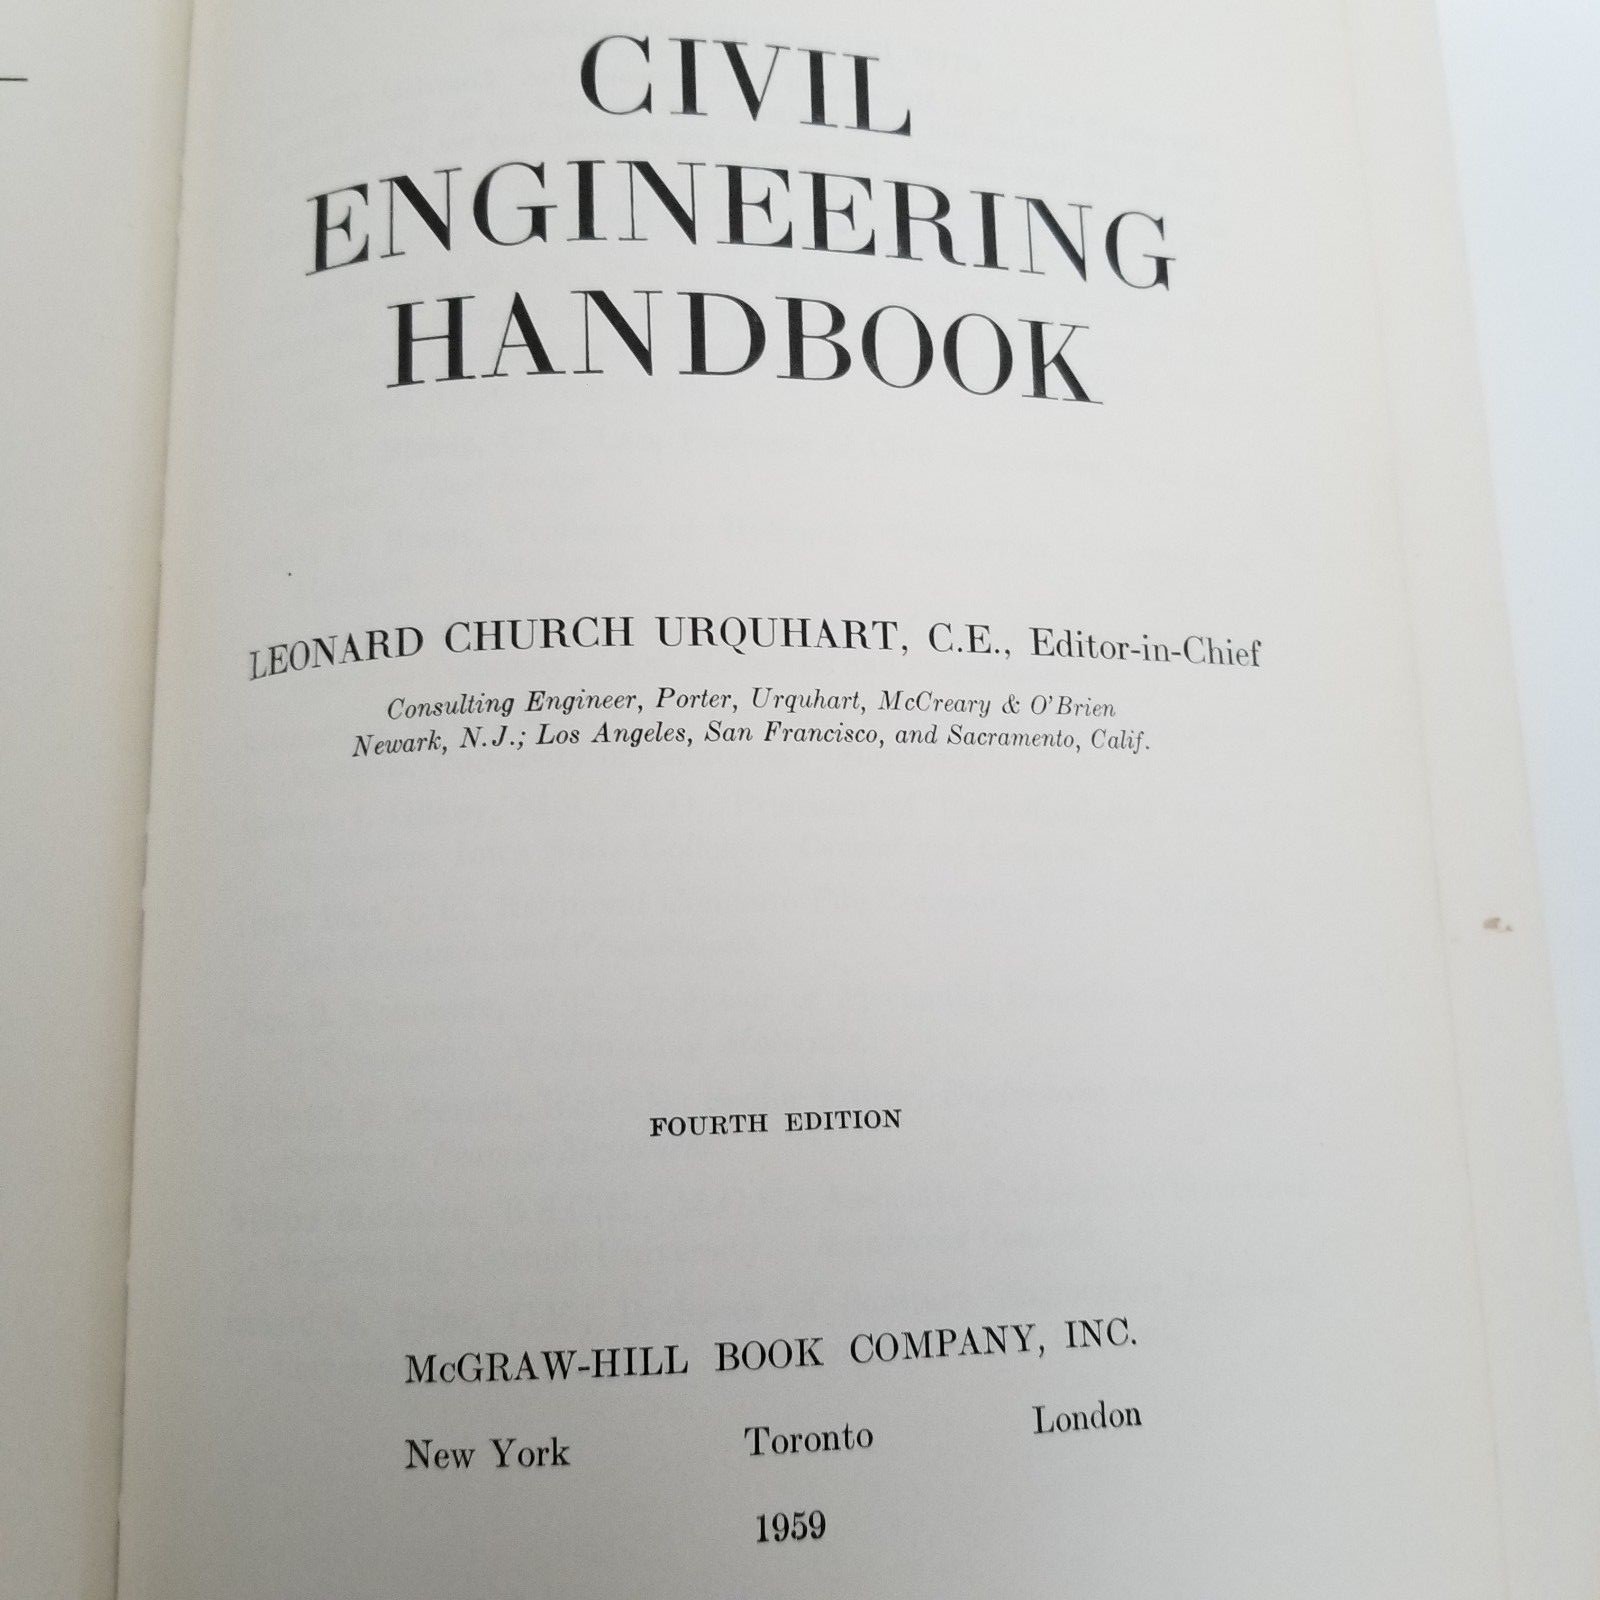 CIVIL
ENGINEERING
HANDBOOK
LEONARD CHURCH URQUHART, C.E., Editor-in-Chief
Consulting Engineer, Porter, Urquhart, McCreary & O'Brien
Newark, N.J.; Los Angeles, San Francisco, and Sacramento, Calif.
FOURTH EDITION
McGRAW-HILL BOOK COMPANY, INC.
New York Toronto London
1959